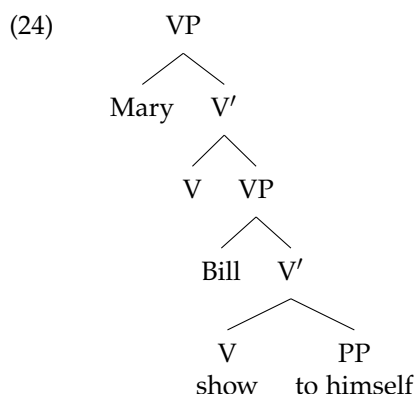 (24) VP
Mary V′
V VP
Bill V′
V PP
show to himself